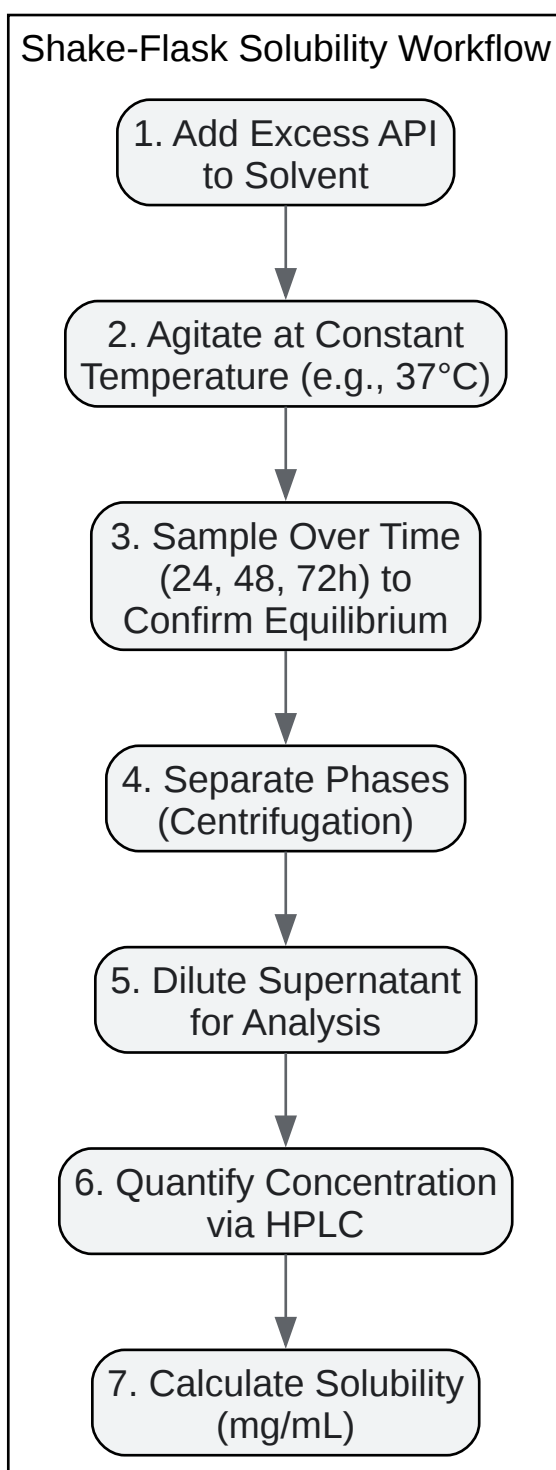 Shake-Flask Solubility Workflow
1. Add Excess API
to Solvent
2. Agitate at Constant
Temperature (e.g., 37°C)
3. Sample Over Time
(24, 48, 72h) to
Confirm Equilibrium
4. Separate Phases
(Centrifugation)
5. Dilute Supernatant
for Analysis
6. Quantify Concentration
via HPLC
7. Calculate Solubility
(mg/mL)